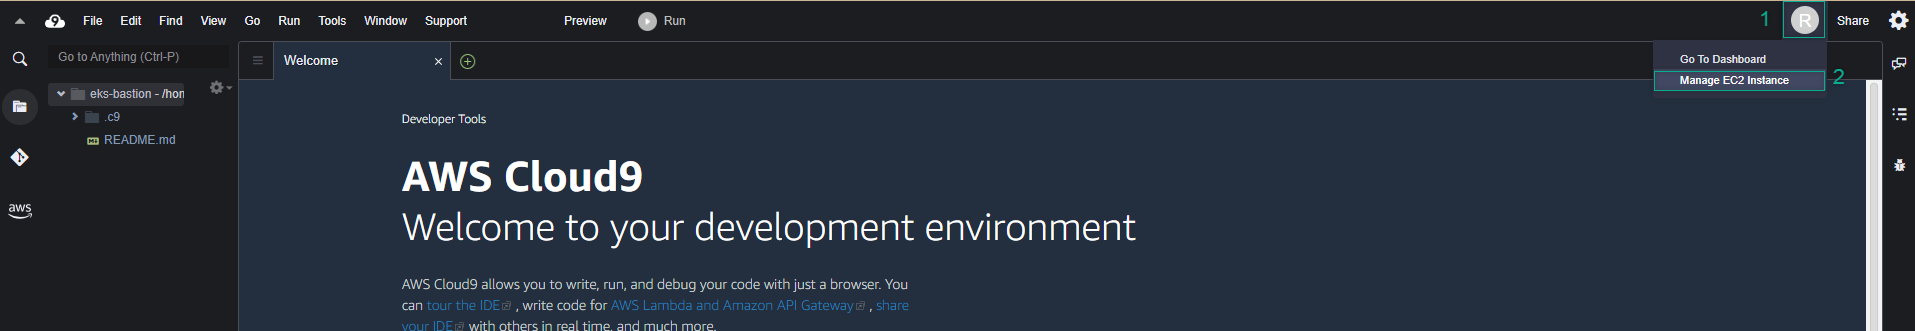 9 File Edit Find View Go Run Tools Window Support Preview Run 1 R Share
Go to Anything (Ctrl-P)
Welcome
Go To Dashboard
Manage EC2 Instance 2
eks-bastion - /hon
.c9
README.md
aws
Developer Tools
AWS Cloud9
Welcome to your development environment
AWS Cloud9 allows you to write, run, and debug your code with just a browser. You
can tour the IDE , write code for AWS Lambda and Amazon API Gateway , share
your IDE with others in real time, and much more.